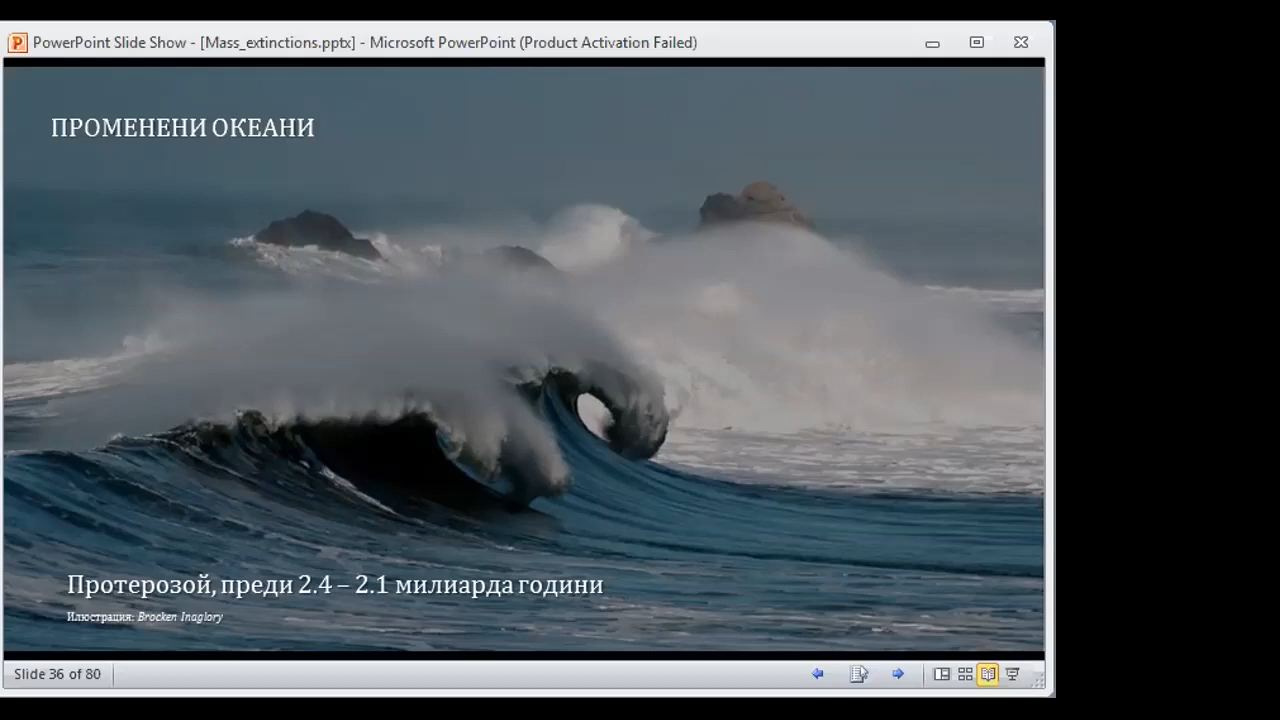 PowerPoint Slide Show - [Mass_extinctions.pptx] - Microsoft PowerPoint (Product Activation Failed)
ПРОМЕНЕНИ ОКЕАНИ
Протерозой, преди 2.4 – 2.1 милиарда години
Илюстрация: Brocken Inaglory
Slide 36 of 80